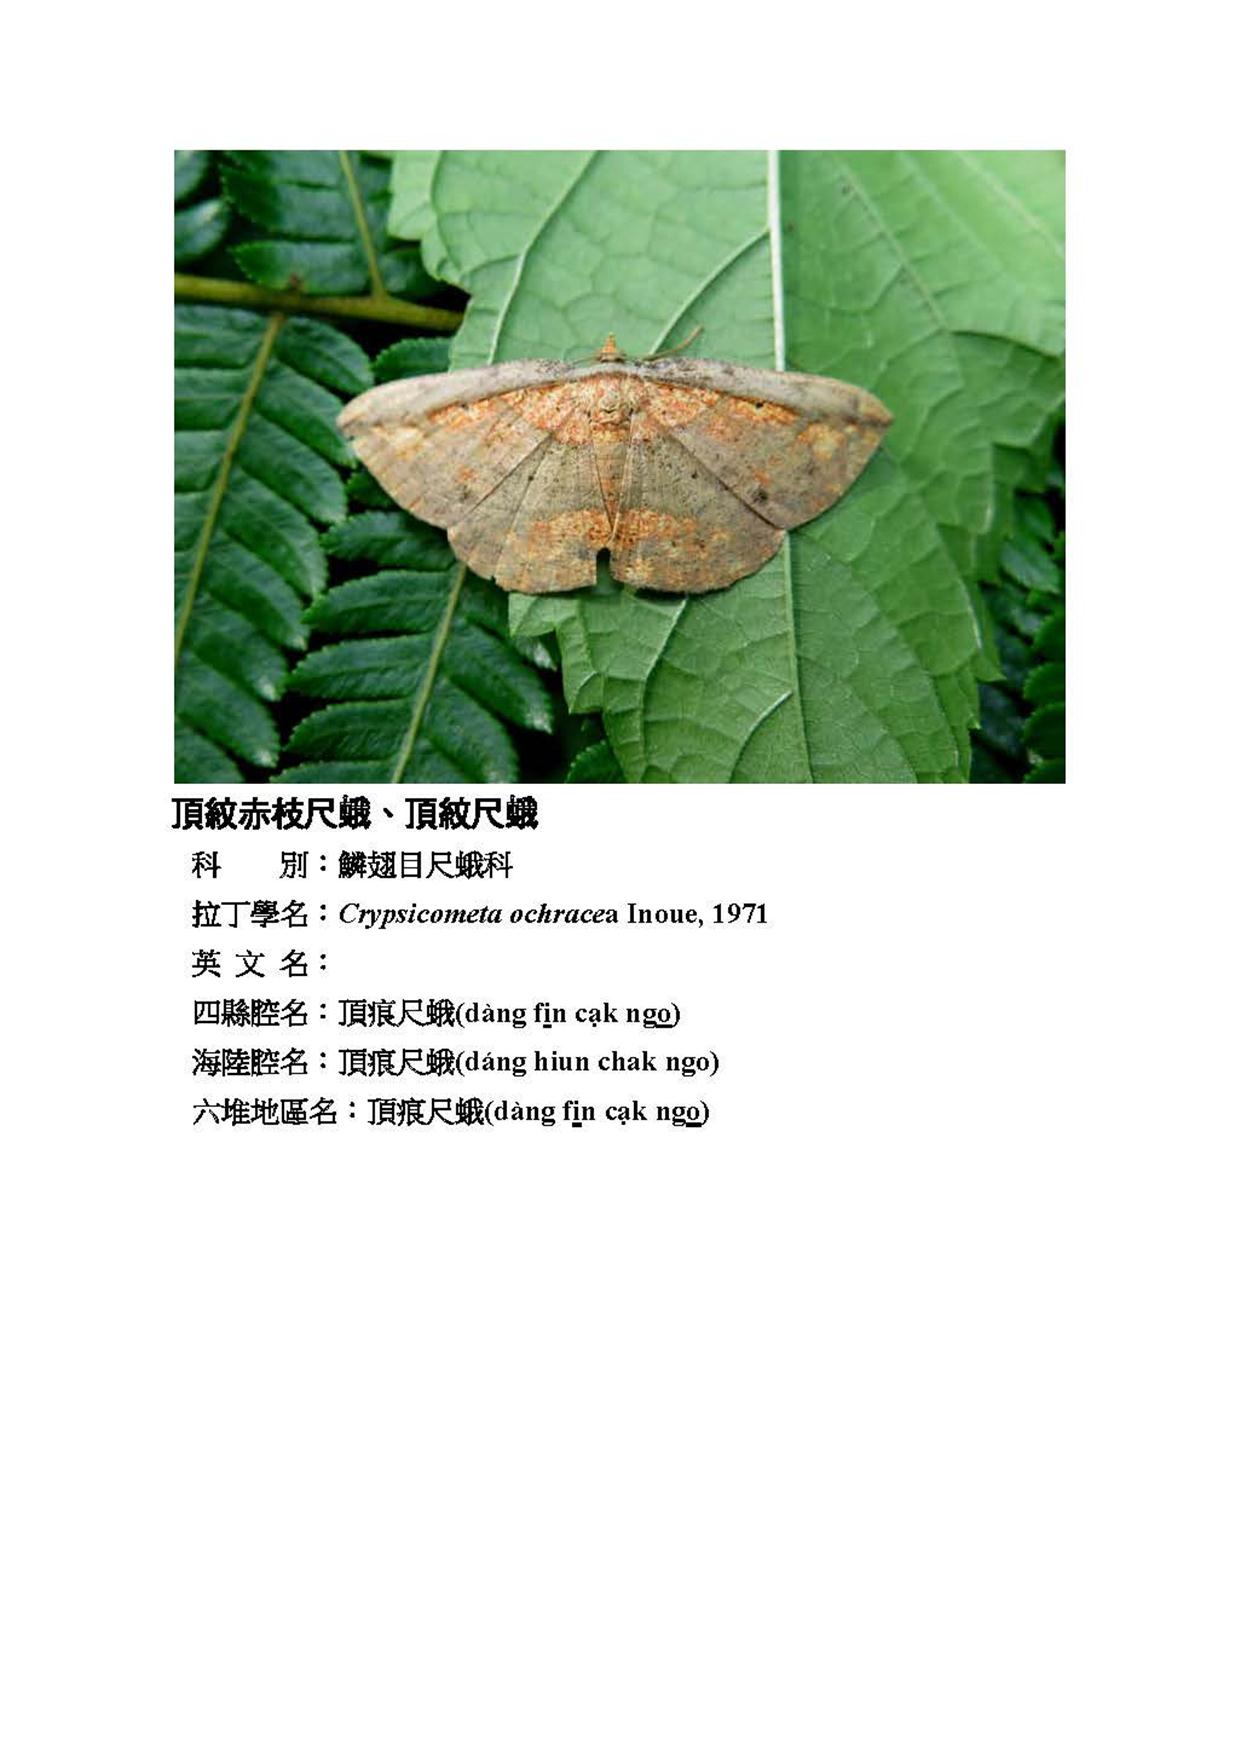 頂紋赤枝尺蛾、頂紋尺蛾
科　　別：鱗翅目尺蛾科
拉丁學名：Crypsicometa ochracea Inoue, 1971
英 文 名：
四縣腔名：頂痕尺蛾(dàng fin cạk ngo)
海陸腔名：頂痕尺蛾(dáng hiun chak ngo)
六堆地區名：頂痕尺蛾(dàng fin cạk ngo)